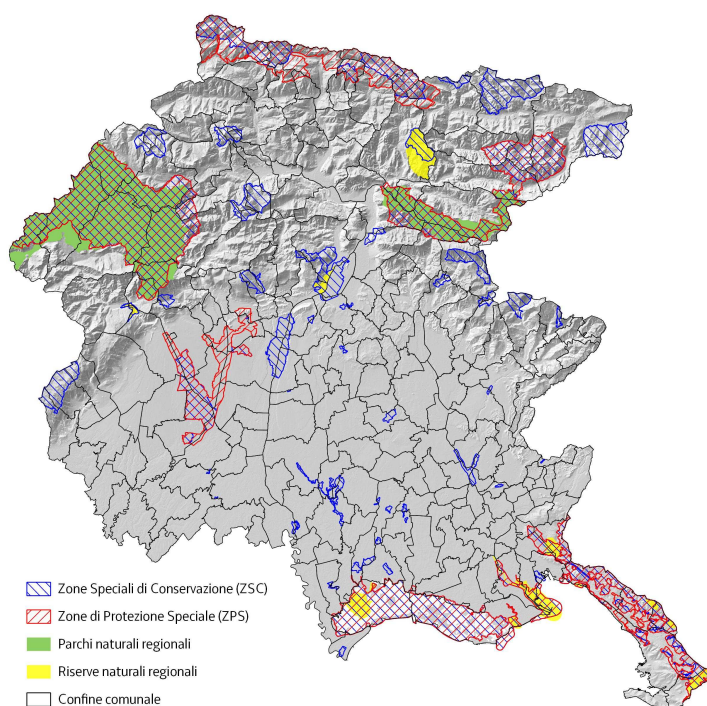 Zone Speciali di Conservazione (ZSC)
Zone di Protezione Speciale (ZPS)
Parchi naturali regionali
Riserve naturali regionali
Confine comunale